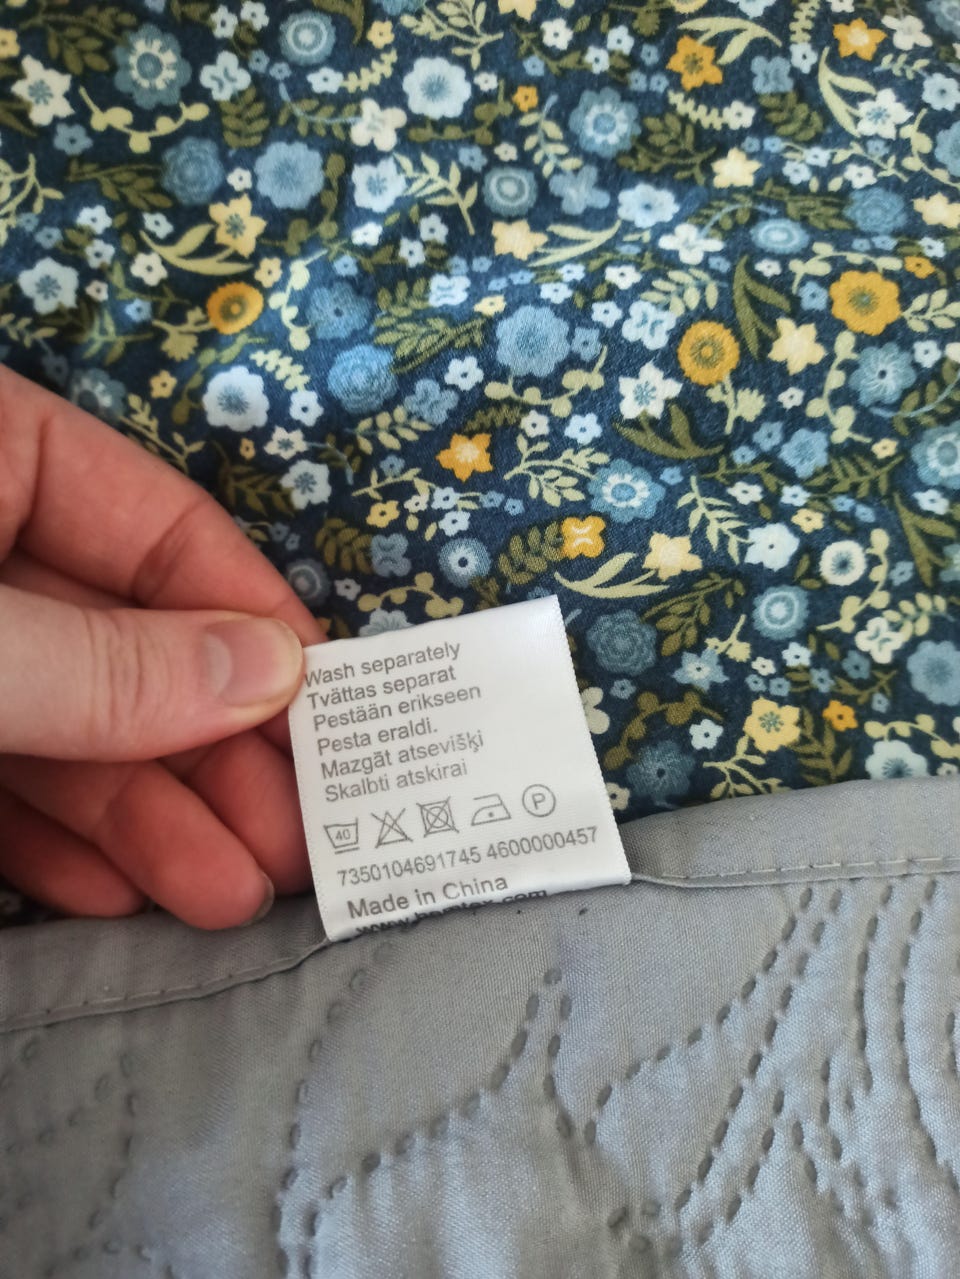 Wash separately
Tvättas separat
Pestään erikseen
Pesta eraldi.
Mazgāt atsevišķi
Skalbti atskirai
40 P
7350104691745 4600000457
Made in China